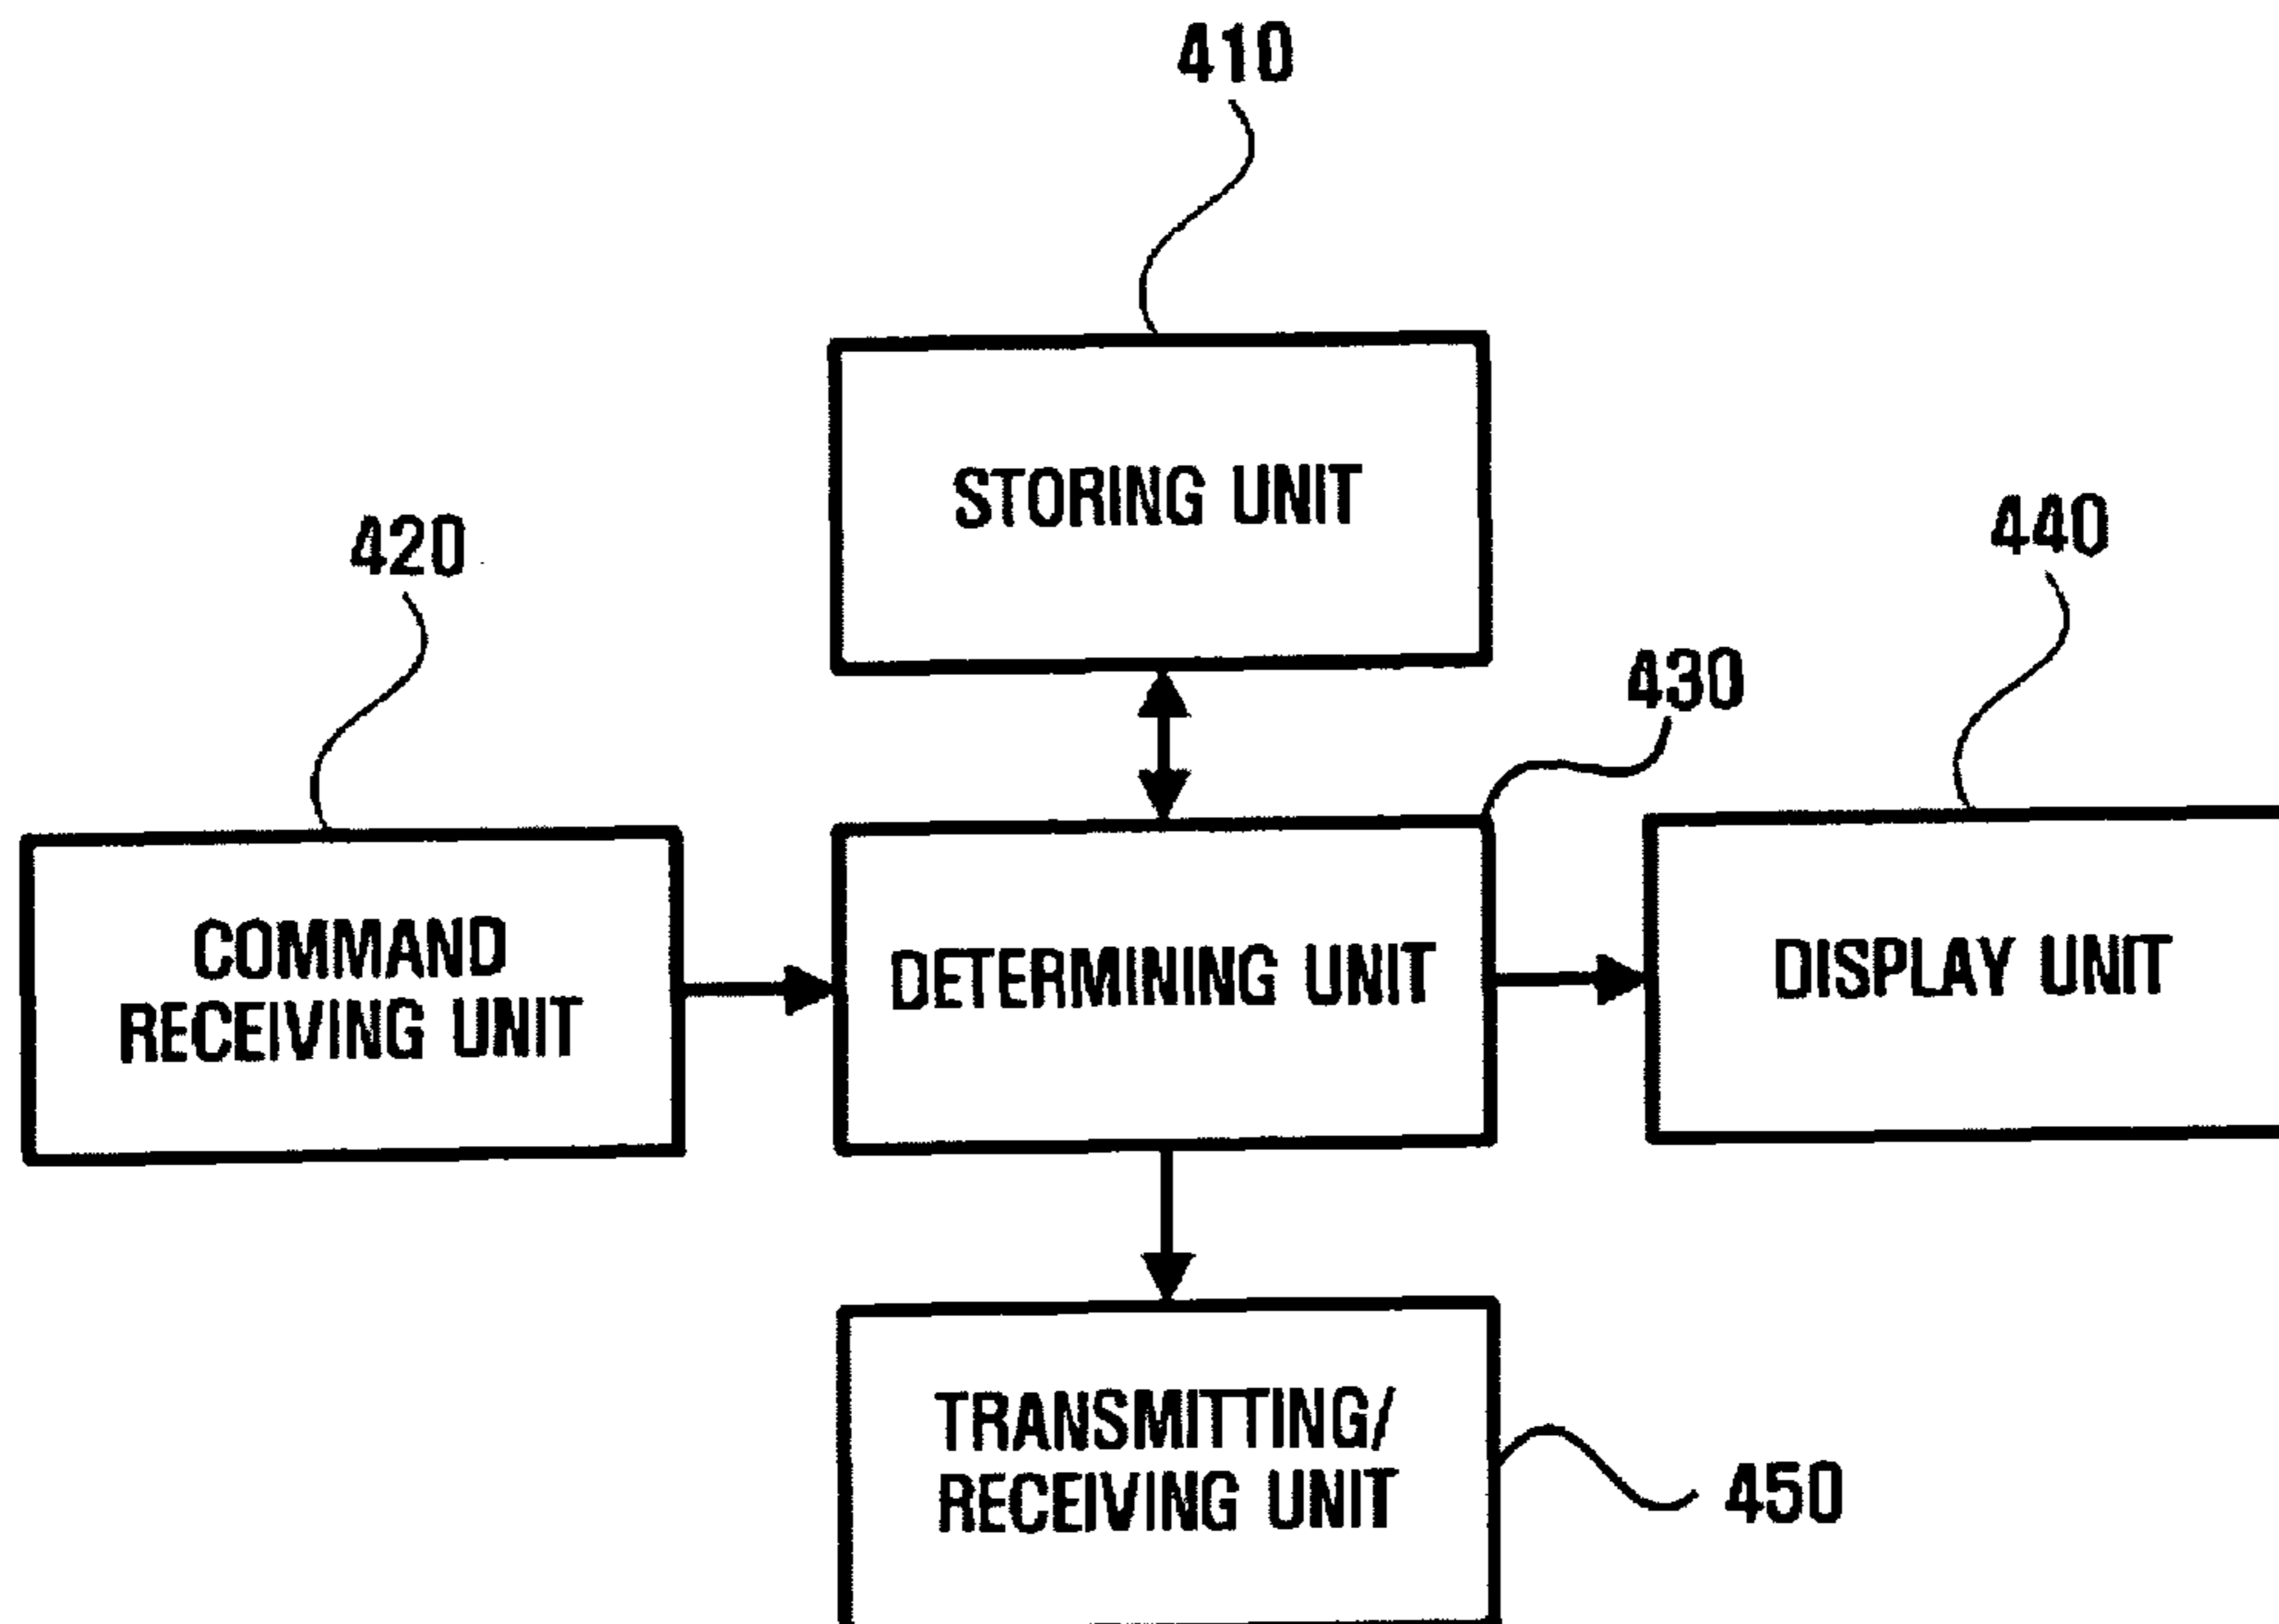 410
STORING UNIT
420
440
430
COMMAND
RECEIVING UNIT
DETERMINING UNIT
DISPLAY UNIT
TRANSMITTING/
RECEIVING UNIT
450